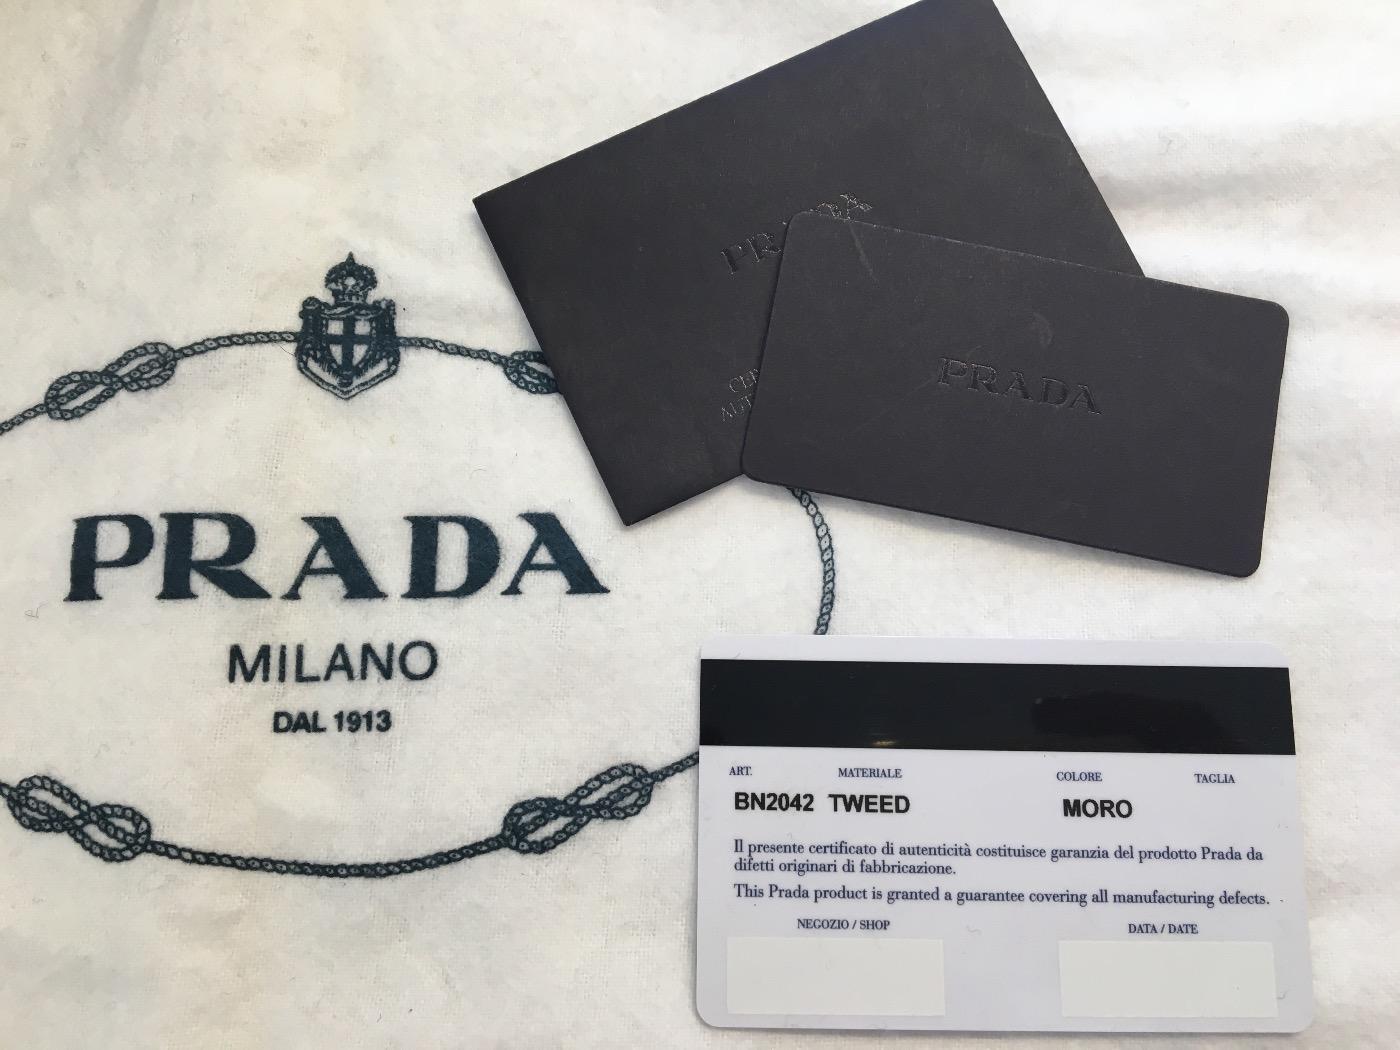 PRADA
MILANO
DAL 1913
PRADA
PRADA
ART. MATERIALE COLORE TAGLIA
BN2042 TWEED MORO
Il presente certificato di autenticità costituisce garanzia del prodotto Prada da
difetti originari di fabbricazione.
This Prada product is granted a guarantee covering all manufacturing defects.
NEGOZIO / SHOP DATA / DATE